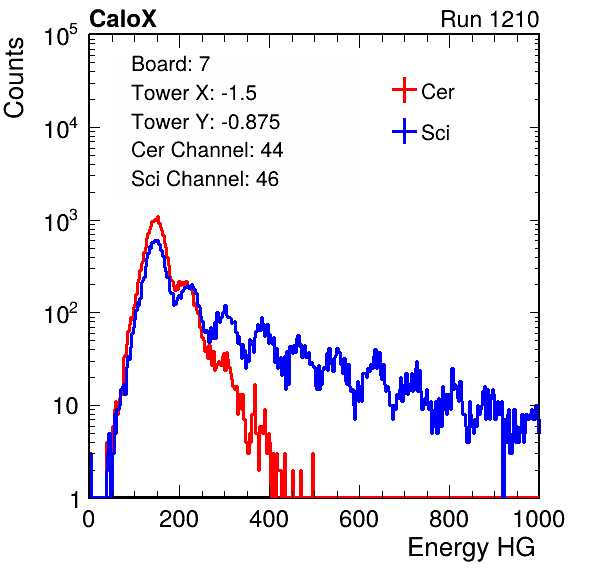 CaloX Run 1210
Counts
Board: 7
Tower X: -1.5
Tower Y: -0.875
Cer Channel: 44
Sci Channel: 46
Cer
Sci
10^5
10^4
10^3
10^2
10
1
0 200 400 600 800 1000
Energy HG